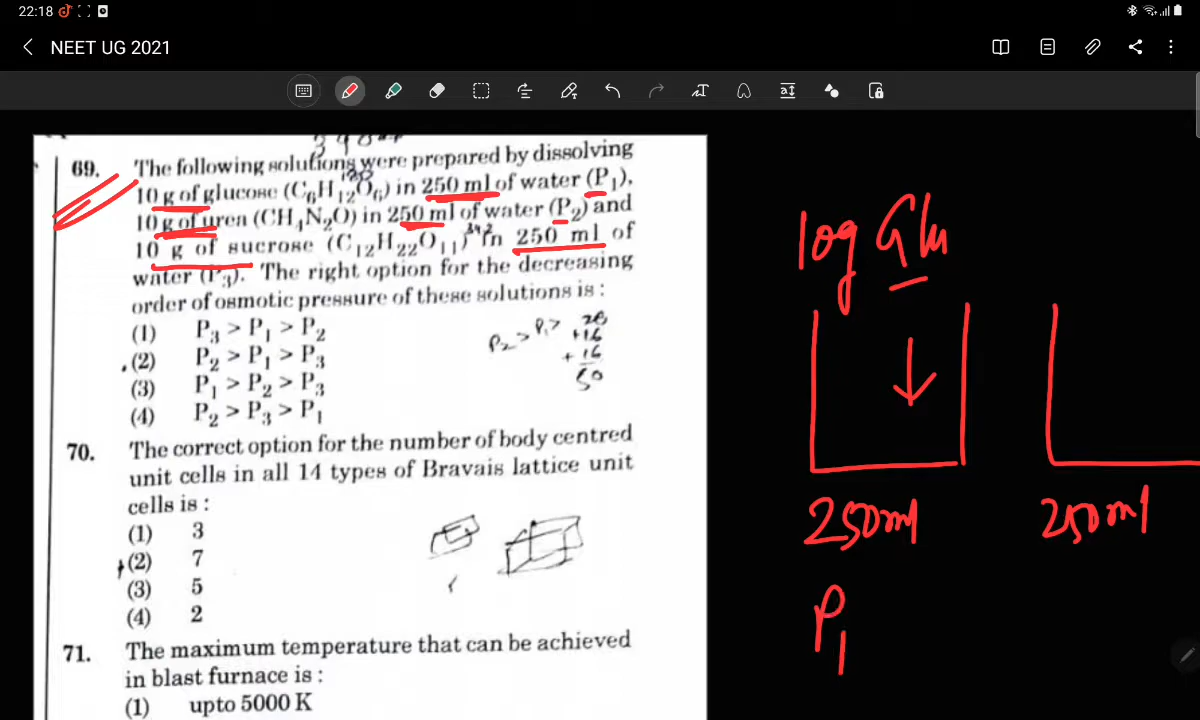 22:18
NEET UG 2021
69. The following solutions were prepared by dissolving
180
10 g of glucose (C₆H₁₂O₆) in 250 ml of water (P₁),
10 g of urea (CH₄N₂O) in 250 ml of water (P₂) and
342
10 g of sucrose (C₁₂H₂₂O₁₁) in 250 ml of
water (P₃). The right option for the decreasing
order of osmotic pressure of these solutions is :
(1) P₃ > P₁ > P₂
(2) P₂ > P₁ > P₃
(3) P₁ > P₂ > P₃
(4) P₂ > P₃ > P₁
P₂ > P₁ >
28
+16
+16
70. The correct option for the number of body centred
unit cells in all 14 types of Bravais lattice unit
cells is :
(1) 3
(2) 7
(3) 5
(4) 2
71. The maximum temperature that can be achieved
in blast furnace is :
(1) upto 5000 K
10g Glu
250ml
250ml
P₁